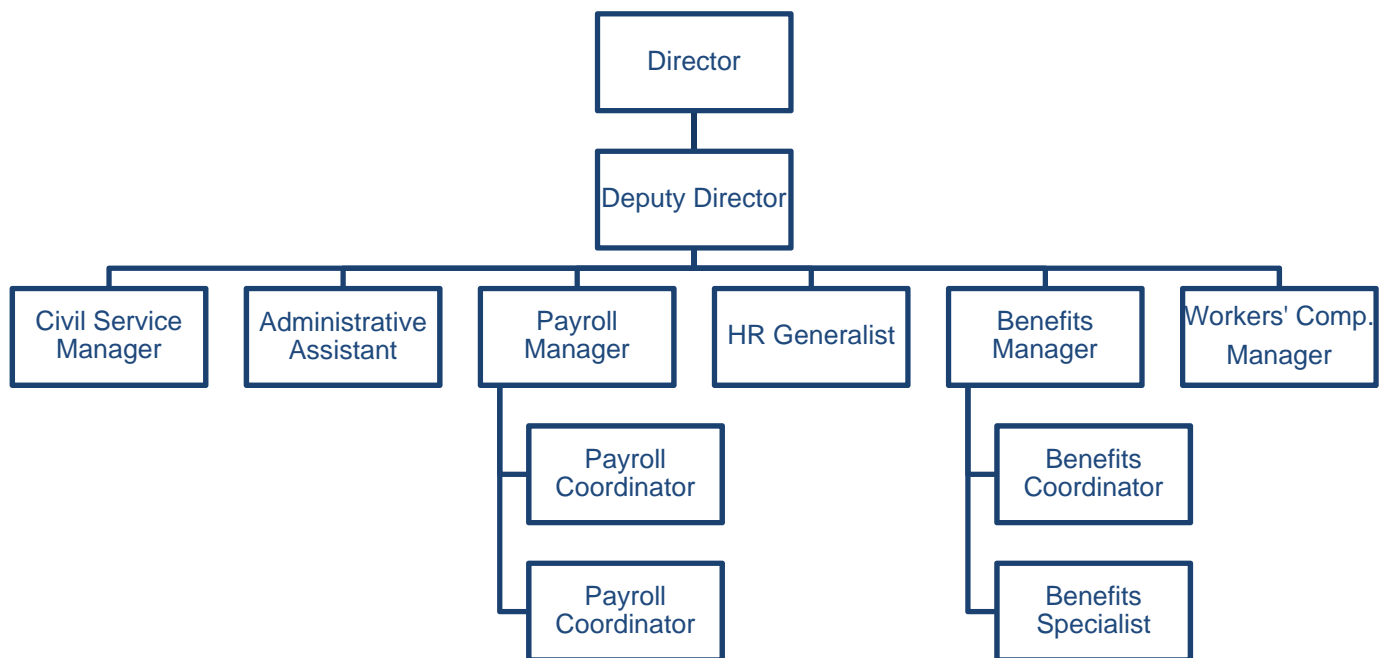 Director
Deputy Director
Civil Service
Manager
Administrative
Assistant
Payroll
Manager
HR Generalist
Benefits
Manager
Workers' Comp.
Manager
Payroll
Coordinator
Benefits
Coordinator
Payroll
Coordinator
Benefits
Specialist